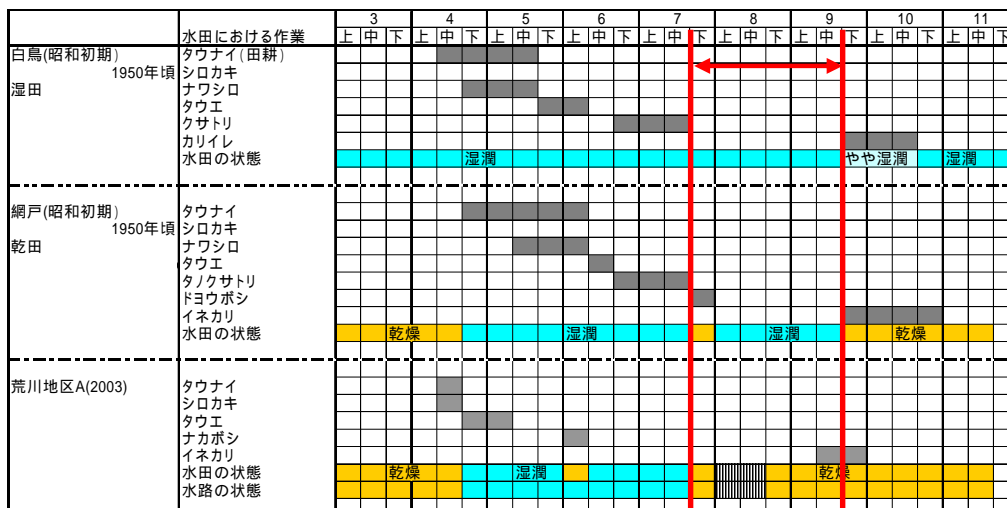 3 4 5 6 7 8 9 10 11
水田における作業 上 中 下 上 中 下 上 中 下 上 中 下 上 中 下 上 中 下 上 中 下 上 中 下 上 中
白鳥(昭和初期) タウナイ(田耕)
1950年頃 シロカキ
湿田 ナワシロ
タウエ
クサトリ
カリイレ
水田の状態 湿潤 やや湿潤 湿潤
網戸(昭和初期) タウナイ
1950年頃 シロカキ
乾田 ナワシロ
タウエ
タノクサトリ
ドヨウボシ
イネカリ
水田の状態 乾燥 湿潤 湿潤 乾燥
荒川地区A(2003) タウナイ
シロカキ
タウエ
ナカボシ
イネカリ
水田の状態 乾燥 湿潤 乾燥
水路の状態